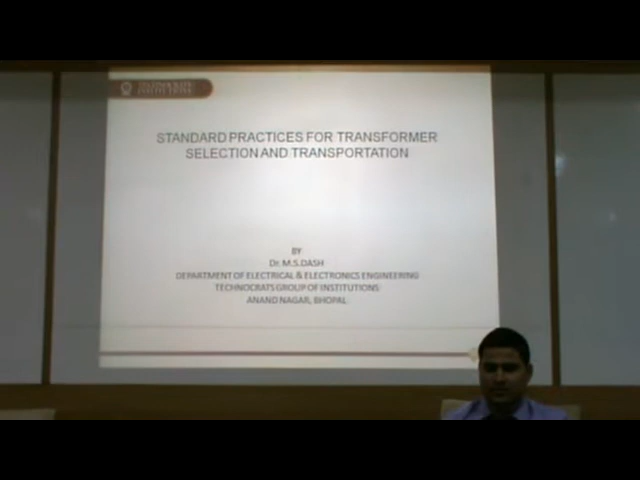 STANDARD PRACTICES FOR TRANSFORMER
SELECTION AND TRANSPORTATION
BY
Dr. M.S.DASH
DEPARTMENT OF ELECTRICAL & ELECTRONICS ENGINEERING
TECHNOCRATS GROUP OF INSTITUTIONS
ANAND NAGAR, BHOPAL